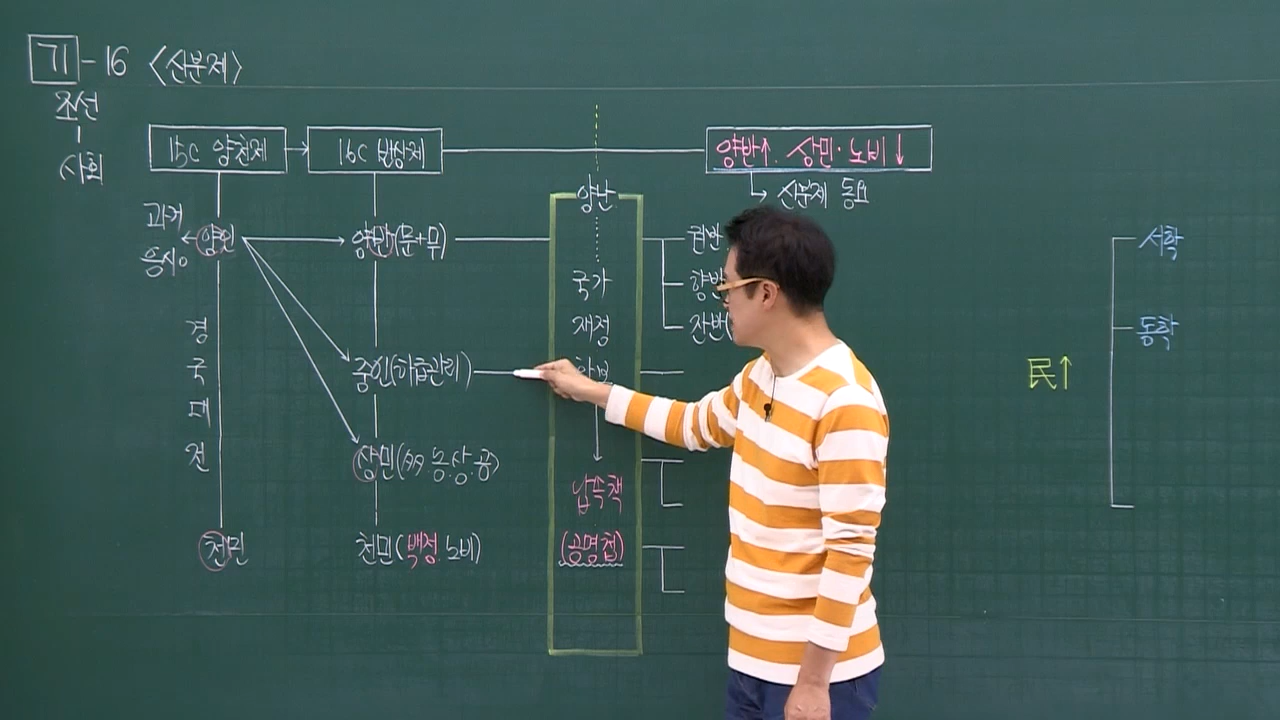 기-16 <신분제>
조선
사회
15C 양천제
16C 반상제
양반↑ 상민·노비↓
신분제 동요
과거
응시○
양인
경
국
대
전
천민
양반(문+무)
중인(하급관리)
상민( 농.상.공)
천민(백정.노비)
양난
국가
재정
납속책
(공명첩)
권반
향반
잔반(
民↑
서학
동학